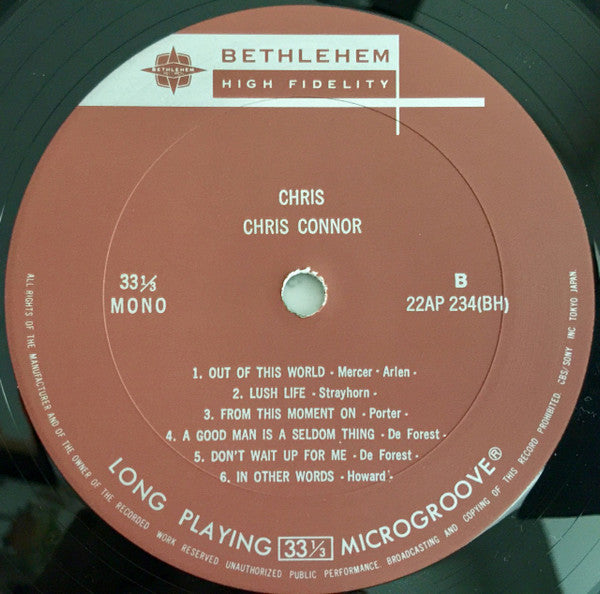 BETHLEHEM
BETHLEHEM
HIGH FIDELITY
CHRIS
CHRIS CONNOR
33⅓
MONO
B
22AP 234(BH)
1. OUT OF THIS WORLD - Mercer - Arlen -
2. LUSH LIFE - Strayhorn -
3. FROM THIS MOMENT ON - Porter -
4. A GOOD MAN IS A SELDOM THING - De Forest -
5. DON'T WAIT UP FOR ME - De Forest -
6. IN OTHER WORDS - Howard -
LONG PLAYING 33⅓ MICROGROOVE®
ALL RIGHTS OF THE MANUFACTURER AND OF THE OWNER OF THE RECORDED WORK RESERVED. UNAUTHORIZED PUBLIC PERFORMANCE. BROADCASTING AND COPYING OF THIS RECORD PROHIBITED. CBS/SONY INC TOKYO JAPAN.